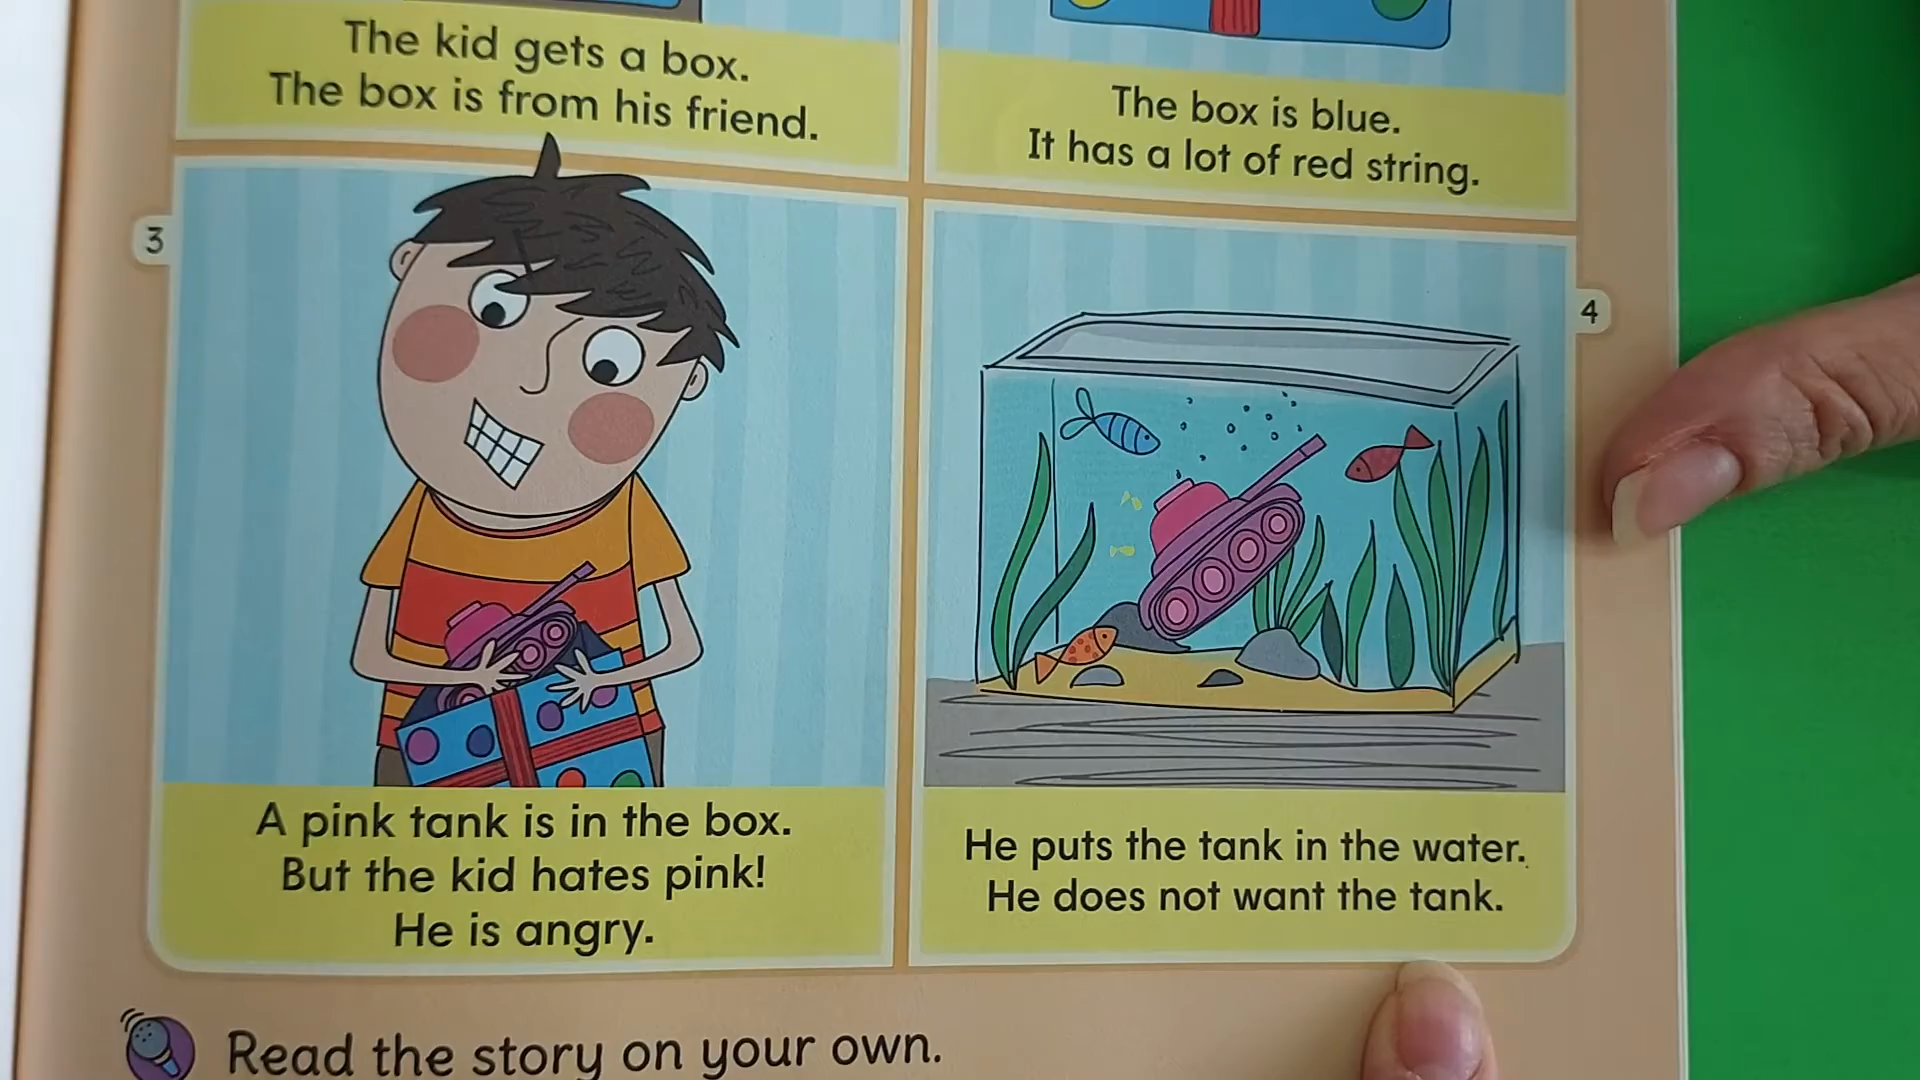 The kid gets a box.
The box is from his friend.
The box is blue.
It has a lot of red string.
3
A pink tank is in the box.
But the kid hates pink!
He is angry.
4
He puts the tank in the water.
He does not want the tank.
Read the story on your own.